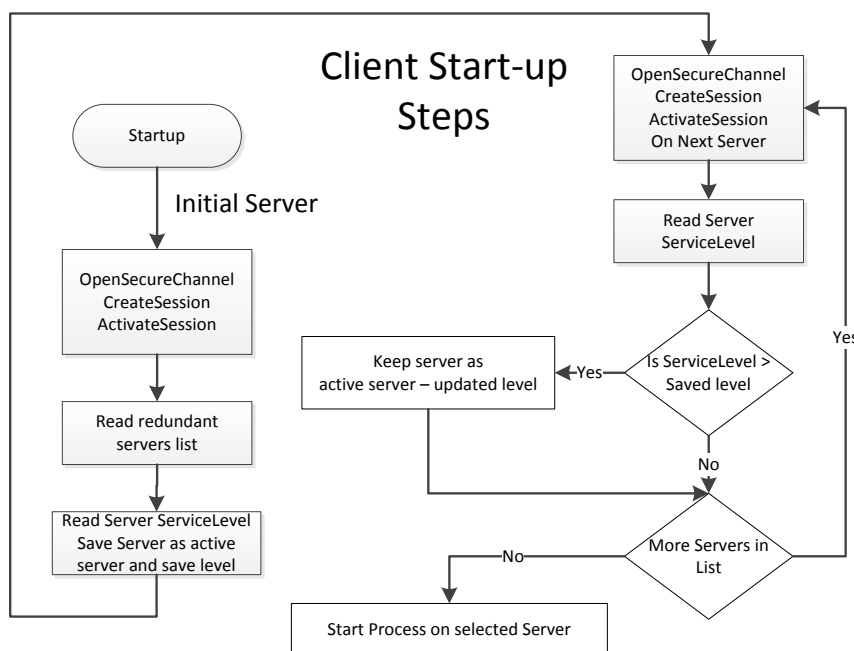 Client Start-up
Steps
Startup
Initial Server
OpenSecureChannel
CreateSession
ActivateSession
Read redundant
servers list
Read Server ServiceLevel
Save Server as active
server and save level
OpenSecureChannel
CreateSession
ActivateSession
On Next Server
Read Server
ServiceLevel
Is ServiceLevel >
Saved level
Yes
Keep server as
active server – updated level
No
More Servers in
List
Yes
No
Start Process on selected Server